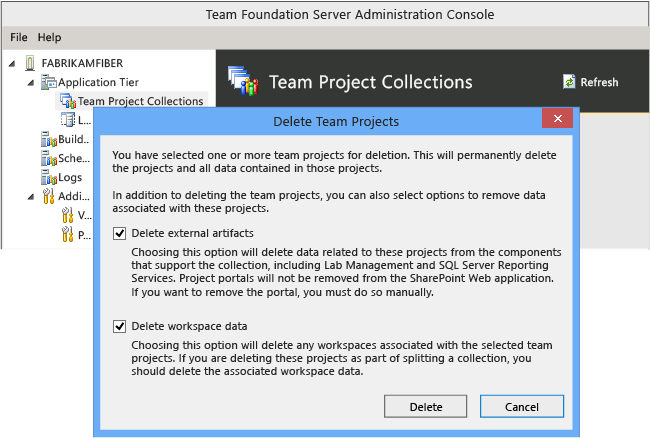 Team Foundation Server Administration Console
File Help
FABRIKAMFIBER
Application Tier
Team Project Collections
L...
Build..
Sche...
Logs
Addi...
V...
P...
Team Project Collections
Refresh
Delete Team Projects
You have selected one or more team projects for deletion. This will permanently delete
the projects and all data contained in those projects.
In addition to deleting the team projects, you can also select options to remove data
associated with these projects.
Delete external artifacts
Choosing this option will delete data related to these projects from the components
that support the collection, including Lab Management and SQL Server Reporting
Services. Project portals will not be removed from the SharePoint Web application.
If you want to remove the portal, you must do so manually.
Delete workspace data
Choosing this option will delete any workspaces associated with the selected team
projects. If you are deleting these projects as part of splitting a collection, you
should delete the associated workspace data.
Delete
Cancel